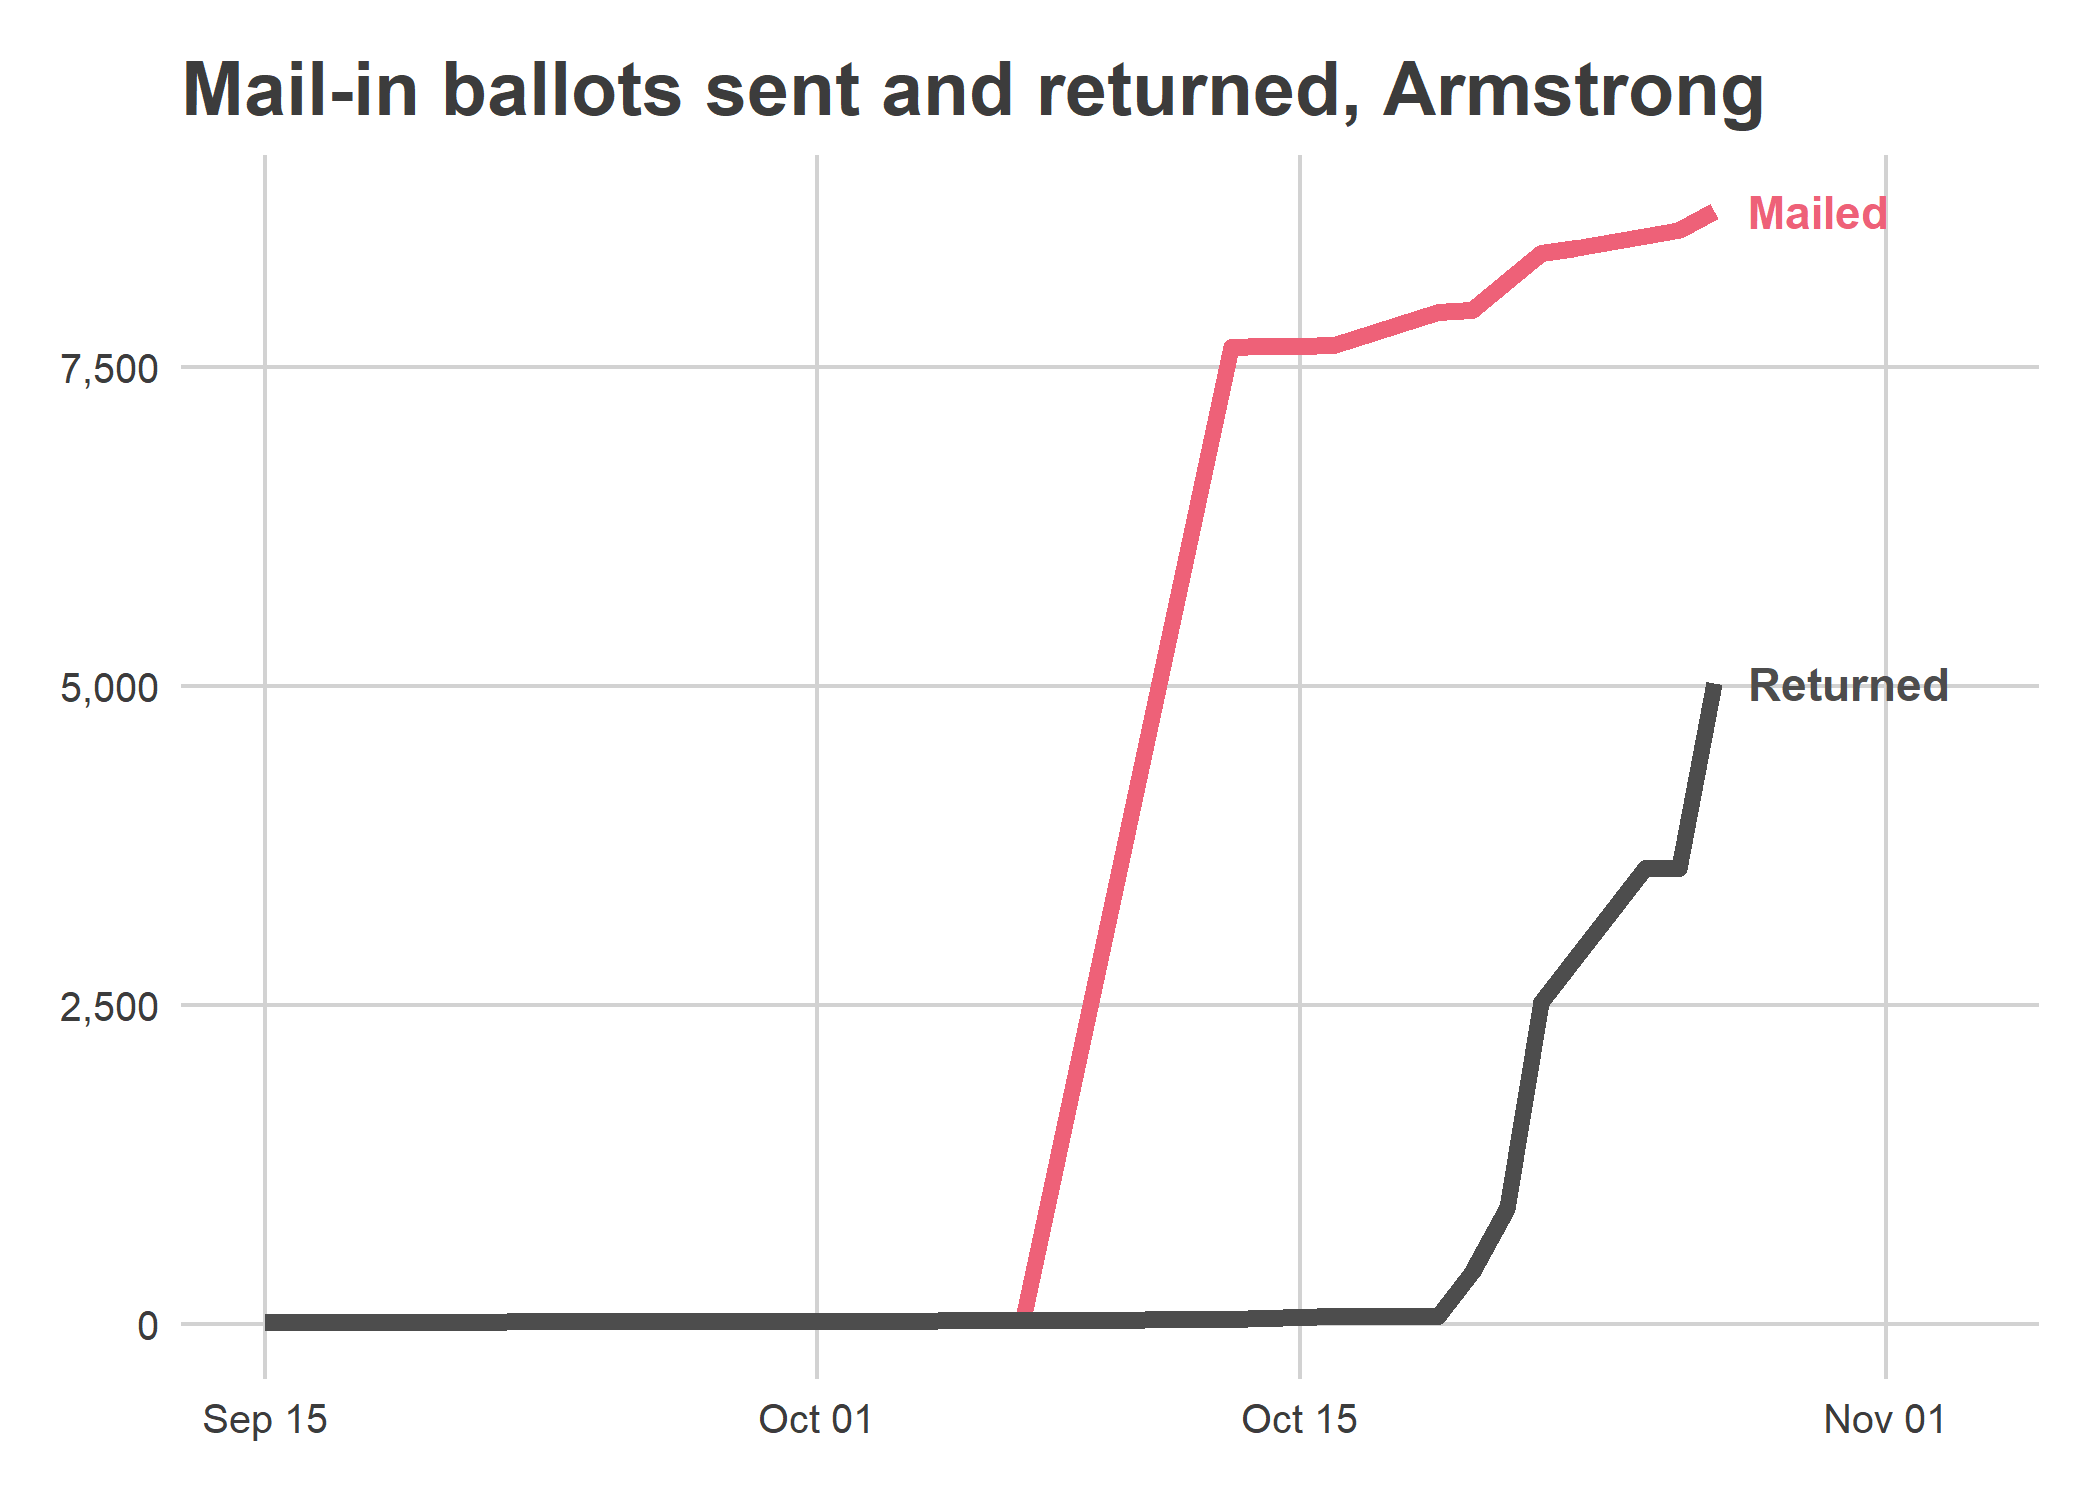 Mail-in ballots sent and returned, Armstrong
Mailed
7,500
5,000
Returned
2,500
0
Sep 15
Oct 01
Oct 15
Nov 01